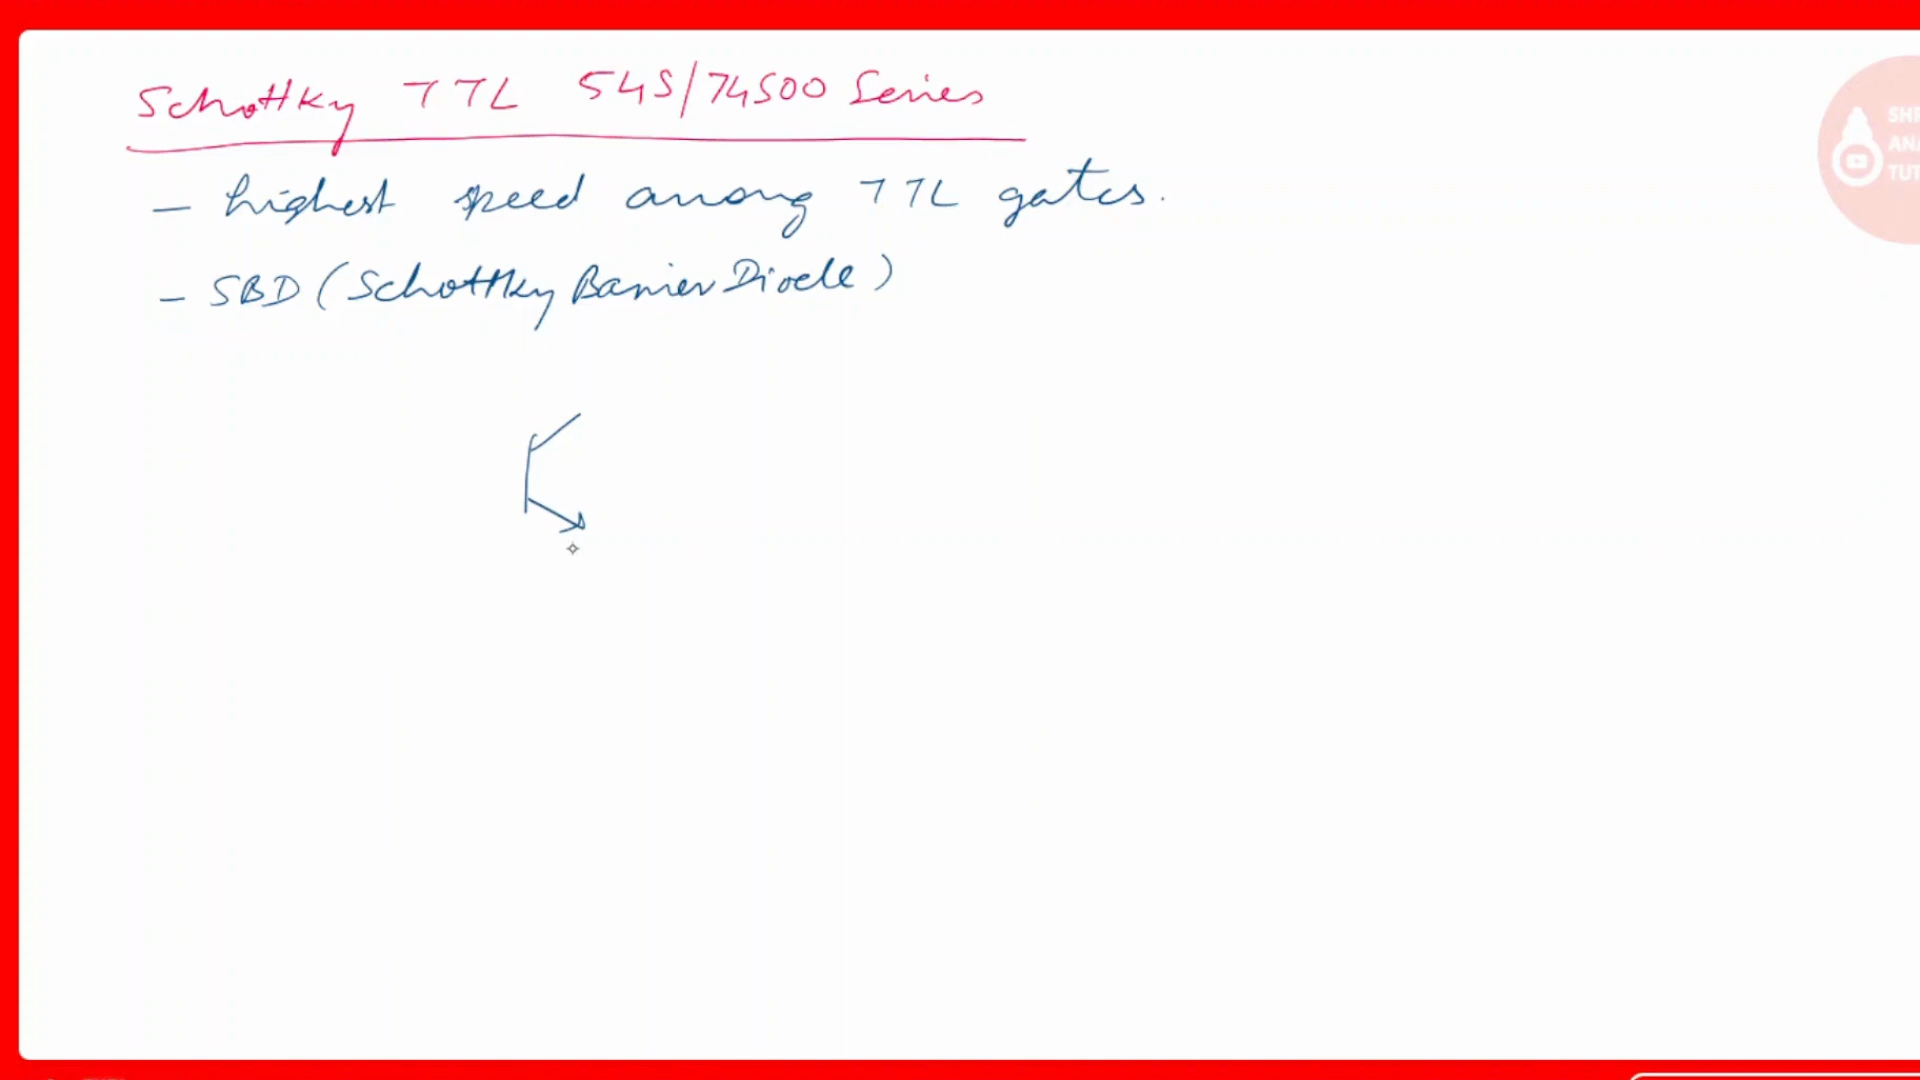 Schottky TTL 54S/74S00 Series
- highest speed among TTL gates.
- SBD (Schottky Barrier Diode)